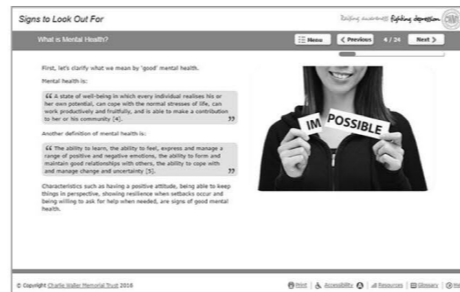 Signs to Look Out For
Raising awareness fighting depression
What is Mental Health?
Menu
Previous
4 / 24
Next
First, let's clarify what we mean by 'good' mental health.
Mental health is:
“ A state of well-being in which every individual realises his or
her own potential, can cope with the normal stresses of life, can
work productively and fruitfully, and is able to make a contribution
to her or his community [4]. ”
Another definition of mental health is:
“ The ability to learn, the ability to feel, express and manage a
range of positive and negative emotions, the ability to form and
maintain good relationships with others, the ability to cope with
and manage change and uncertainty [5]. ”
Characteristics such as having a positive attitude, being able to keep
things in perspective, showing resilience when setbacks occur and
being willing to ask for help when needed, are signs of good mental
health.
IM POSSIBLE
© Copyright Charlie Waller Memorial Trust 2016
Print
Accessibility
Resources
Glossary